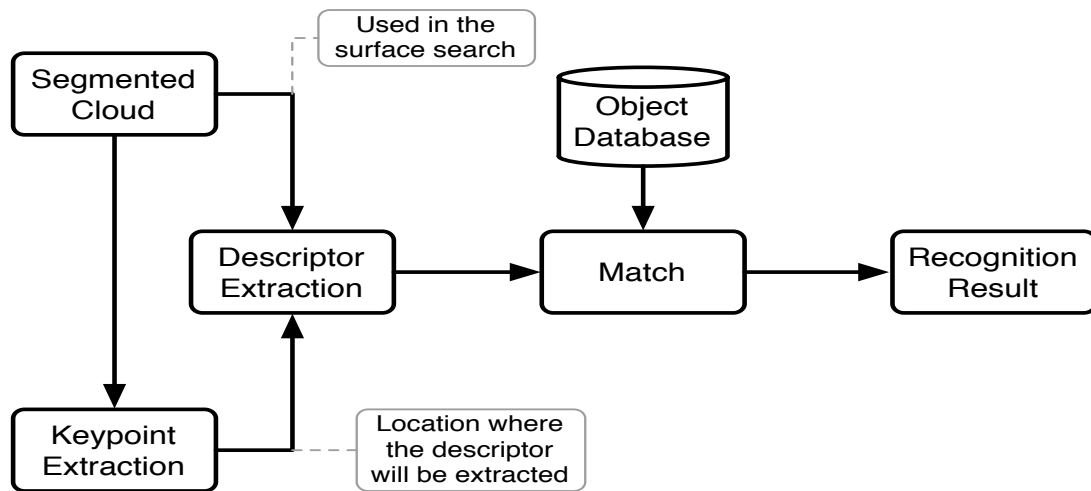 Used in the
surface search
Segmented
Cloud
Object
Database
Descriptor
Extraction
Match
Recognition
Result
Keypoint
Extraction
Location where
the descriptor
will be extracted